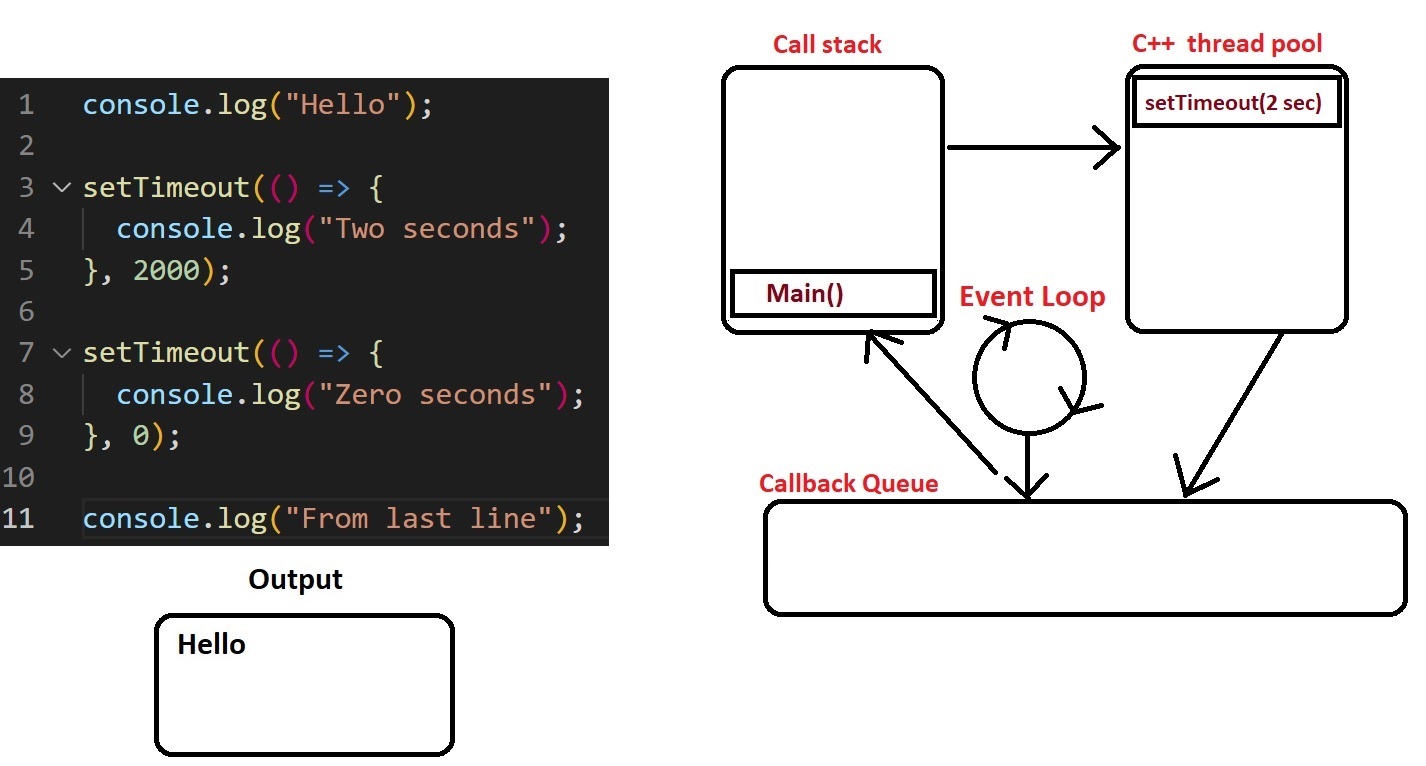 1 console.log("Hello");
2
3 setTimeout(() => {
4 console.log("Two seconds");
5 }, 2000);
6
7 setTimeout(() => {
8 console.log("Zero seconds");
9 }, 0);
10
11 console.log("From last line");
Output
Hello
Call stack
Main()
C++ thread pool
setTimeout(2 sec)
Event Loop
Callback Queue